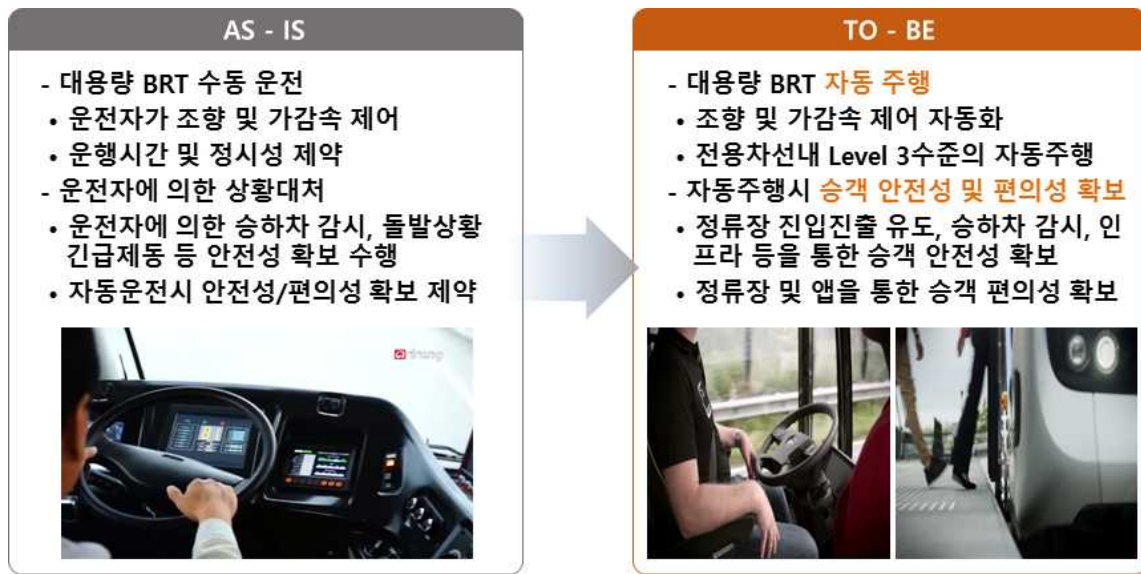 AS - IS
- 대용량 BRT 수동 운전
• 운전자가 조향 및 가감속 제어
• 운행시간 및 정시성 제약
- 운전자에 의한 상황대처
• 운전자에 의한 승하차 감시, 돌발상황
긴급제동 등 안전성 확보 수행
• 자동운전시 안전성/편의성 확보 제약
TO - BE
- 대용량 BRT 자동 주행
• 조향 및 가감속 제어 자동화
• 전용차선내 Level 3수준의 자동주행
- 자동주행시 승객 안전성 및 편의성 확보
• 정류장 진입진출 유도, 승하차 감시, 인
프라 등을 통한 승객 안전성 확보
• 정류장 및 앱을 통한 승객 편의성 확보